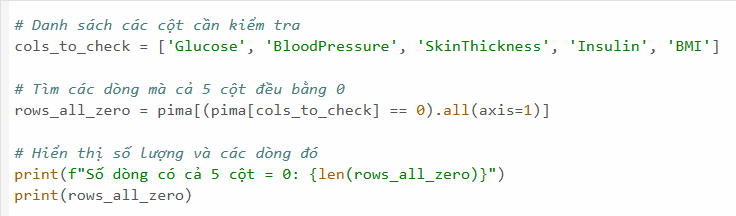 # Danh sách các cột cần kiểm tra
cols_to_check = ['Glucose', 'BloodPressure', 'SkinThickness', 'Insulin', 'BMI']
# Tìm các dòng mà cả 5 cột đều bằng 0
rows_all_zero = pima[(pima[cols_to_check] == 0).all(axis=1)]
# Hiển thị số lượng và các dòng đó
print(f"Số dòng có cả 5 cột = 0: {len(rows_all_zero)}")
print(rows_all_zero)